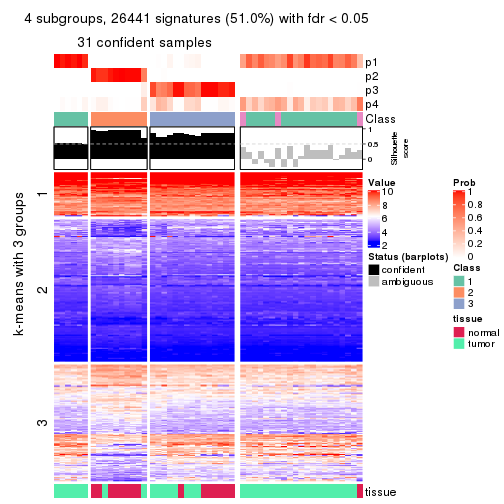 4 subgroups, 26441 signatures (51.0%) with fdr < 0.05
31 confident samples
p1
p2
p3
p4
Class
1
0.5
0
Silhouette
score
k-means with 3 groups
1
2
3
tissue
Value
10
8
6
4
2
Status (barplots)
confident
ambiguous
Prob
1
0.8
0.6
0.4
0.2
0
Class
1
2
3
tissue
normal
tumor